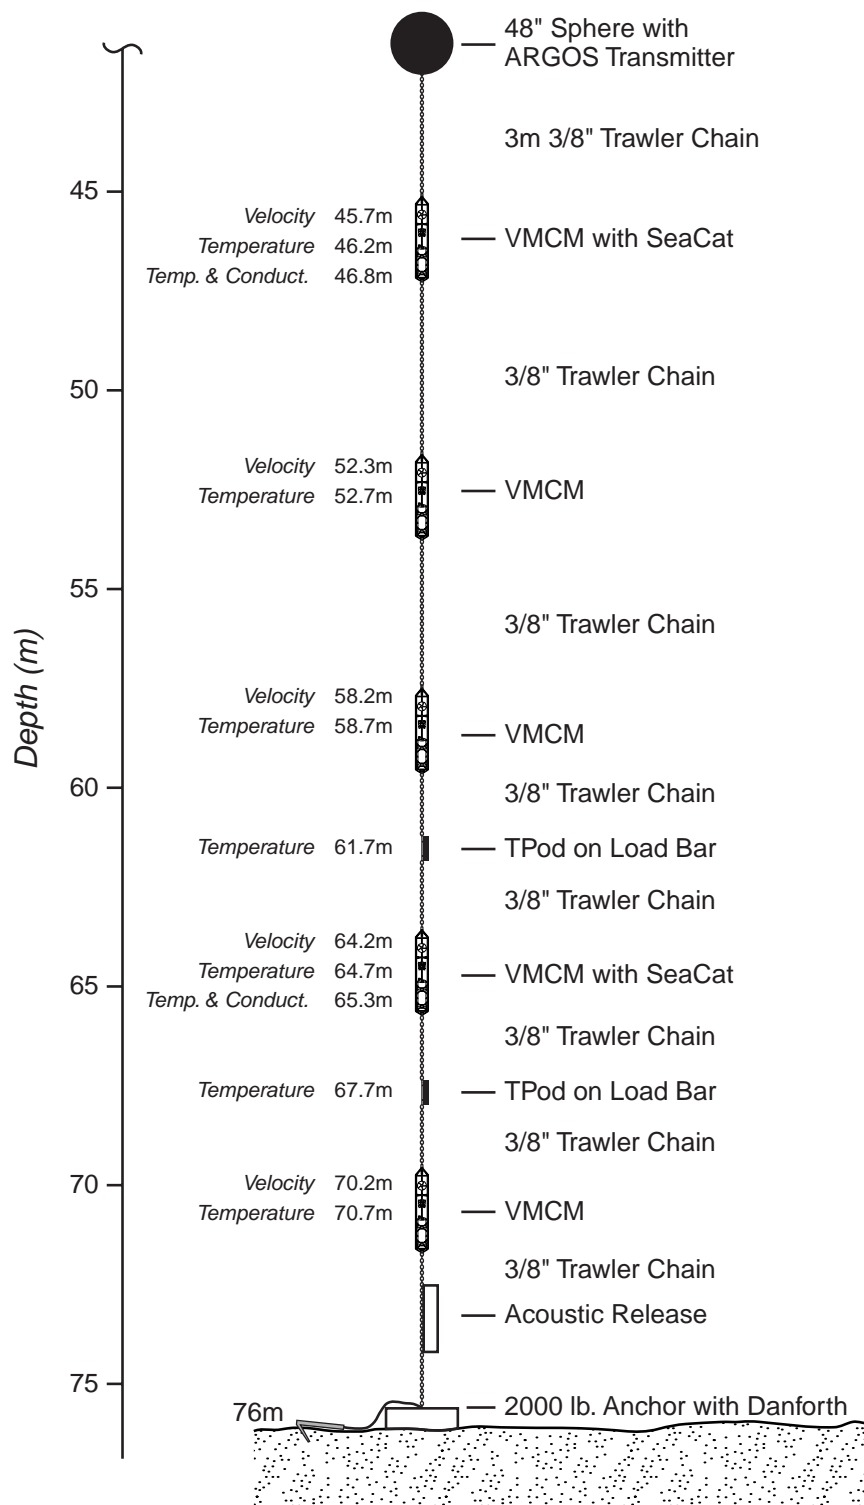 48" Sphere with
ARGOS Transmitter
3m 3/8" Trawler Chain
45
Velocity 45.7m
Temperature 46.2m
Temp. & Conduct. 46.8m
VMCM with SeaCat
50
3/8" Trawler Chain
Velocity 52.3m
Temperature 52.7m
VMCM
55
3/8" Trawler Chain
Depth (m)
Velocity 58.2m
Temperature 58.7m
VMCM
60
3/8" Trawler Chain
Temperature 61.7m
TPod on Load Bar
3/8" Trawler Chain
65
Velocity 64.2m
Temperature 64.7m
Temp. & Conduct. 65.3m
VMCM with SeaCat
3/8" Trawler Chain
Temperature 67.7m
TPod on Load Bar
3/8" Trawler Chain
70
Velocity 70.2m
Temperature 70.7m
VMCM
3/8" Trawler Chain
Acoustic Release
75
76m
2000 lb. Anchor with Danforth